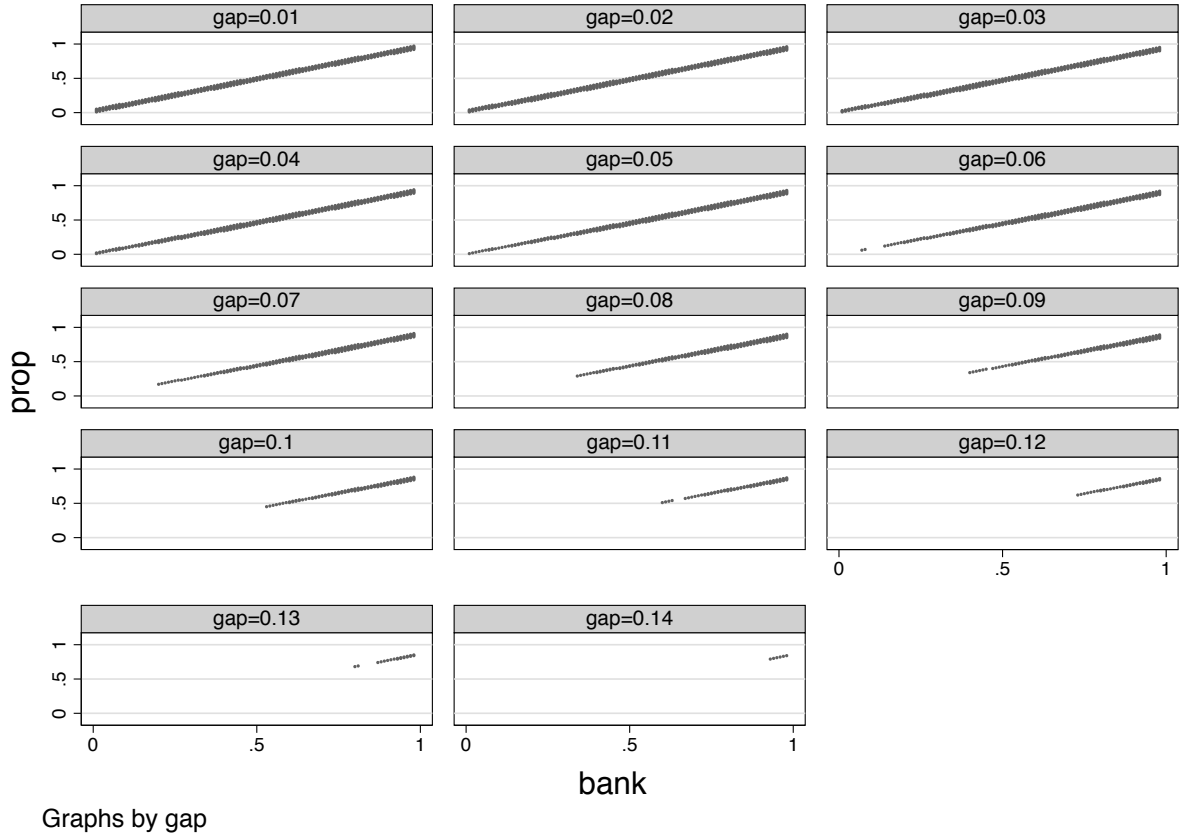 gap=0.01 gap=0.02 gap=0.03
1
.5
0
gap=0.04 gap=0.05 gap=0.06
1
.5
0
gap=0.07 gap=0.08 gap=0.09
1
.5
0
gap=0.1 gap=0.11 gap=0.12
1
.5
0
0 .5 1
gap=0.13 gap=0.14
1
.5
0
0 .5 1 0 .5 1
prop
bank
Graphs by gap